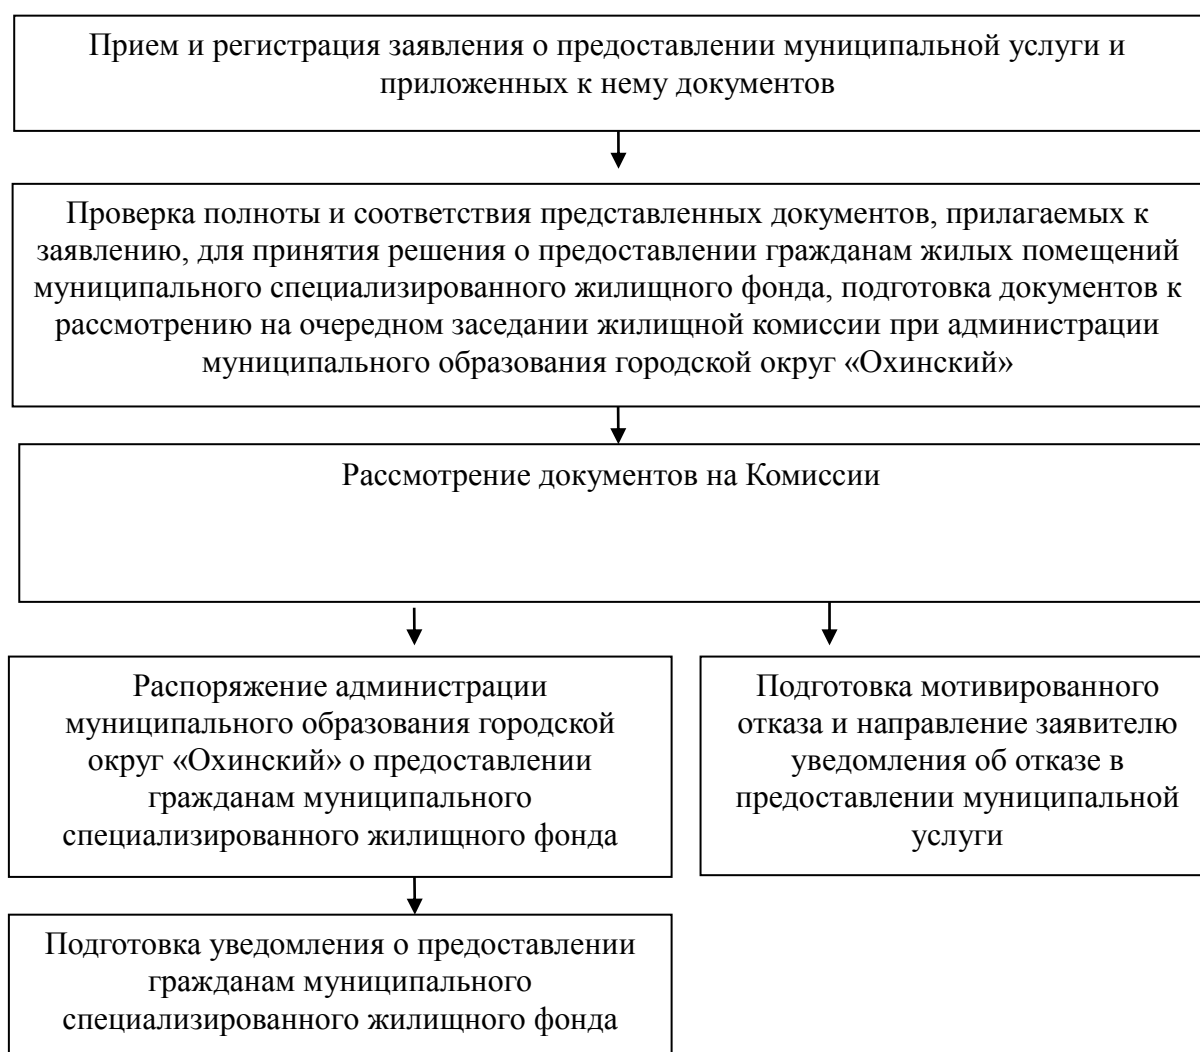 Прием и регистрация заявления о предоставлении муниципальной услуги и
приложенных к нему документов
Проверка полноты и соответствия представленных документов, прилагаемых к
заявлению, для принятия решения о предоставлении гражданам жилых помещений
муниципального специализированного жилищного фонда, подготовка документов к
рассмотрению на очередном заседании жилищной комиссии при администрации
муниципального образования городской округ «Охинский»
Рассмотрение документов на Комиссии
Распоряжение администрации
муниципального образования городской
округ «Охинский» о предоставлении
гражданам муниципального
специализированного жилищного фонда
Подготовка мотивированного
отказа и направление заявителю
уведомления об отказе в
предоставлении муниципальной
услуги
Подготовка уведомления о предоставлении
гражданам муниципального
специализированного жилищного фонда